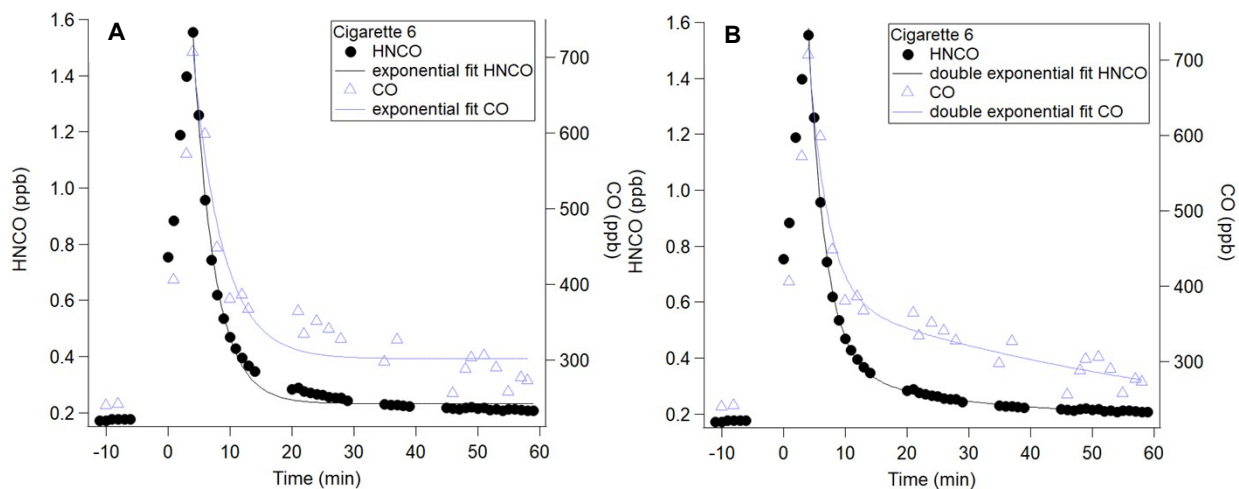 A
Cigarette 6
HNCO
exponential fit HNCO
CO
exponential fit CO
HNCO (ppb)
1.6
1.4
1.2
1.0
0.8
0.6
0.4
0.2
700
600
500
400
300
CO (ppb)
-10 0 10 20 30 40 50 60
Time (min)
B
Cigarette 6
HNCO
double exponential fit HNCO
CO
double exponential fit CO
HNCO (ppb)
1.6
1.4
1.2
1.0
0.8
0.6
0.4
0.2
700
600
500
400
300
CO (ppb)
-10 0 10 20 30 40 50 60
Time (min)